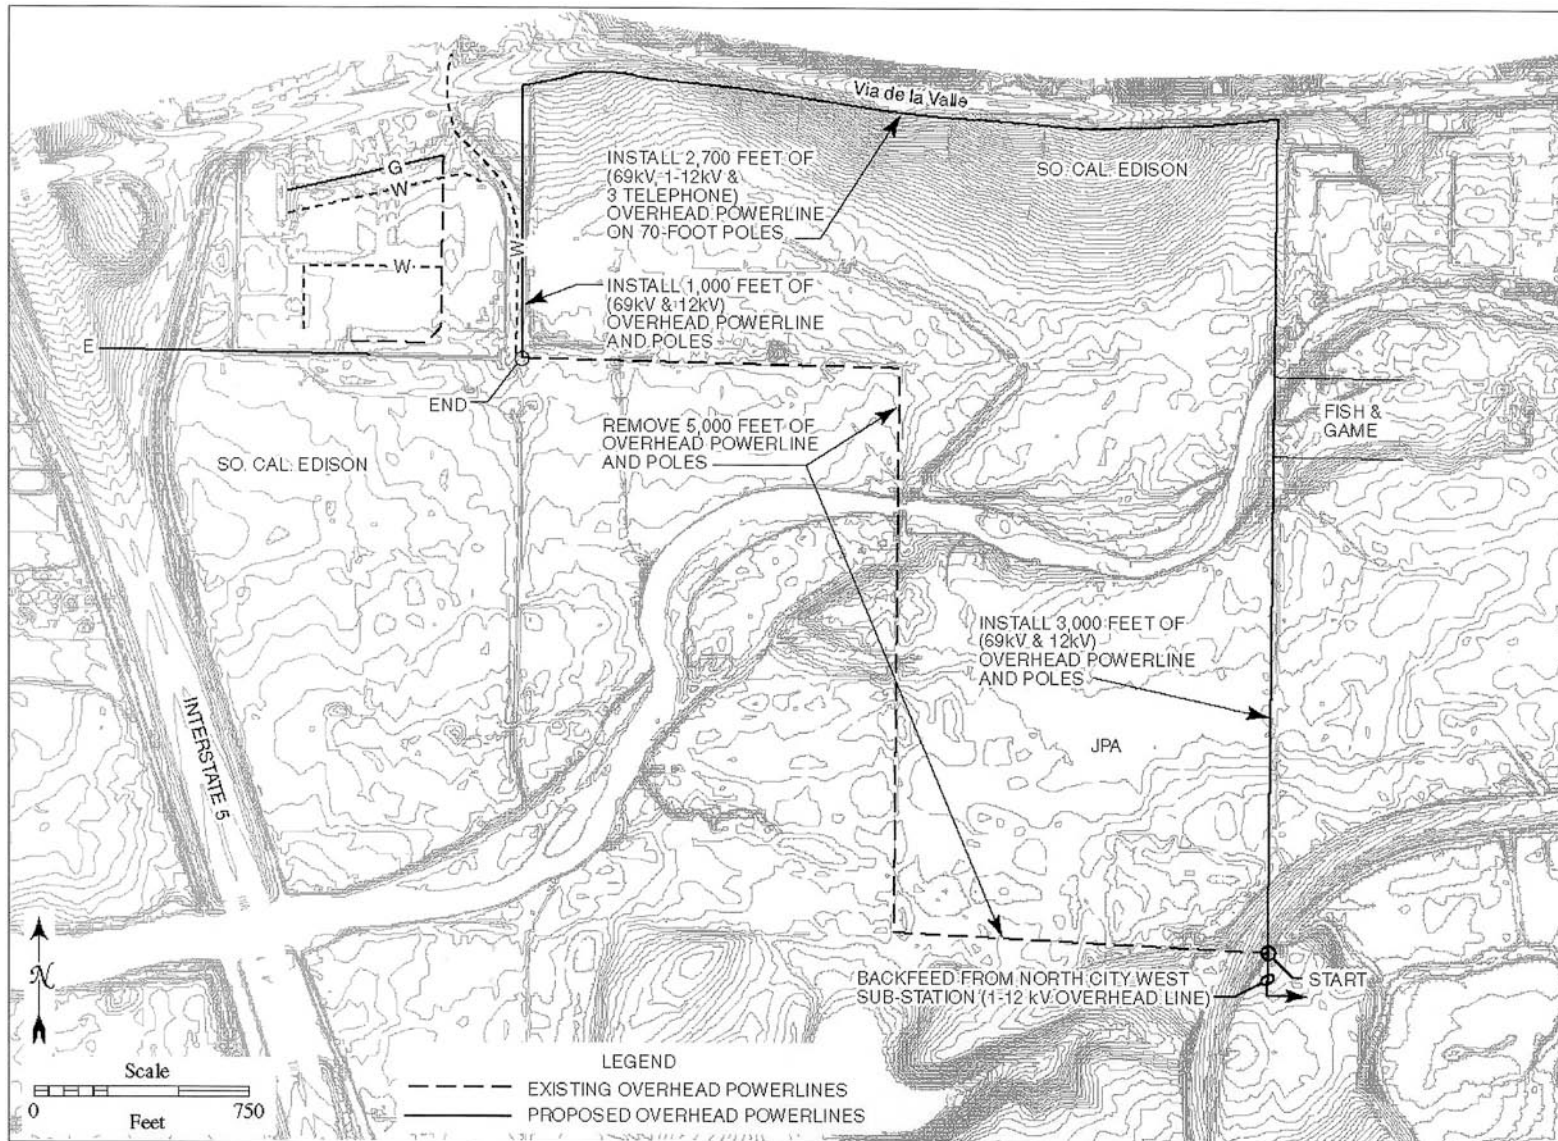 Via de la Valle
INSTALL 2,700 FEET OF
(69kV, 1-12kV &
3 TELEPHONE)
OVERHEAD POWERLINE
ON 70-FOOT POLES
SO. CAL. EDISON
G
W
W
W
INSTALL 1,000 FEET OF
(69kV & 12kV)
OVERHEAD POWERLINE
AND POLES
E
END
REMOVE 5,000 FEET OF
OVERHEAD POWERLINE
AND POLES
FISH &
GAME
SO. CAL. EDISON
INSTALL 3,000 FEET OF
(69kV & 12kV)
OVERHEAD POWERLINE
AND POLES
INTERSTATE 5
JPA
BACKFEED FROM NORTH CITY WEST
SUB-STATION (1-12 kV OVERHEAD LINE)
START
N
Scale
0 750
Feet
LEGEND
EXISTING OVERHEAD POWERLINES
PROPOSED OVERHEAD POWERLINES